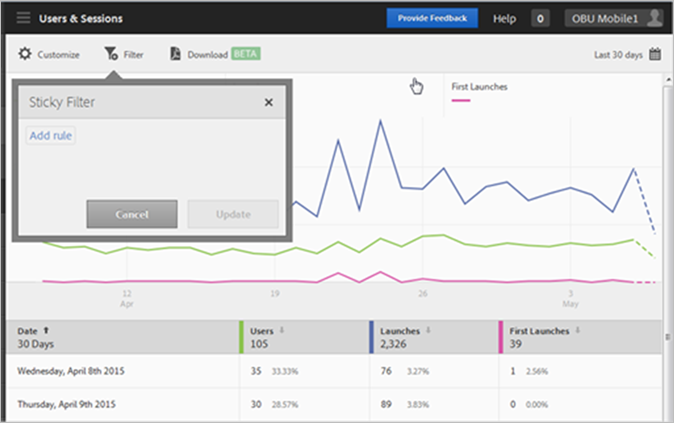 Users & Sessions
Provide Feedback
Help
0
OBU Mobile1
Customize
Filter
Download BETA
Last 30 days
Sticky Filter
×
Add rule
Cancel
Update
First Launches
12
Apr
19
26
3
May
Date
30 Days
Users
105
Launches
2,326
First Launches
39
Wednesday, April 8th 2015 35 33.33% 76 3.27% 1 2.56%
Thursday, April 9th 2015 30 28.57% 89 3.83% 0 0.00%